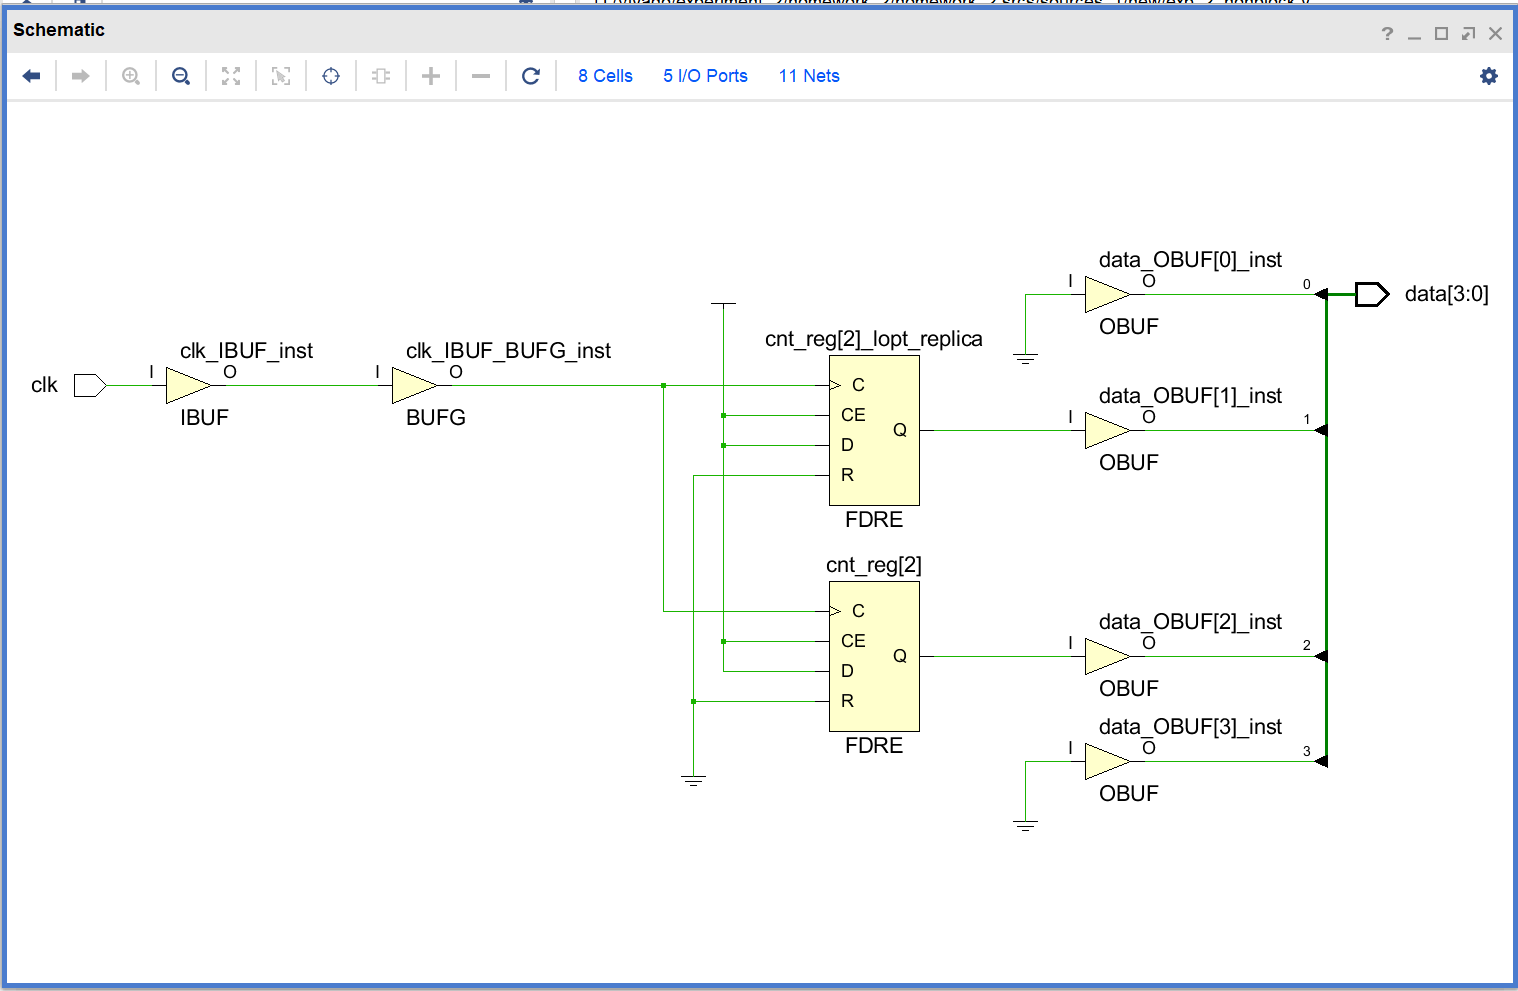 Schematic
?
8 Cells 5 I/O Ports 11 Nets
data_OBUF[0]_inst
I O 0 data[3:0]
OBUF
cnt_reg[2]_lopt_replica
clk_IBUF_inst clk_IBUF_BUFG_inst
clk I O I O C
IBUF BUFG
CE
D
R
Q
FDRE
data_OBUF[1]_inst
I O 1
OBUF
cnt_reg[2]
C
CE
D
R
Q
FDRE
data_OBUF[2]_inst
I O 2
OBUF
data_OBUF[3]_inst
I O 3
OBUF